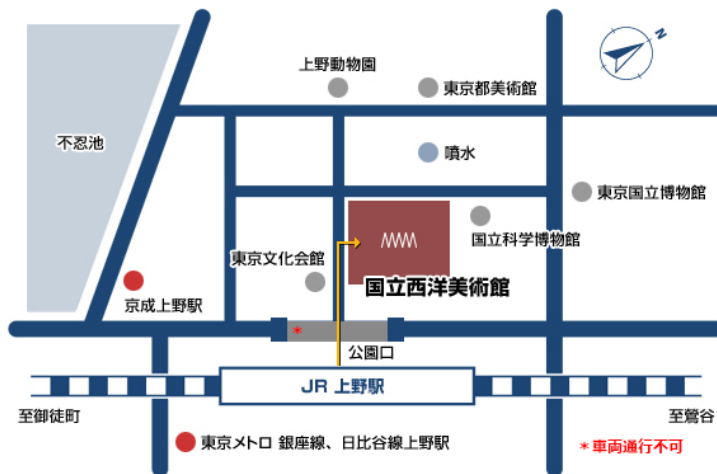 N
上野動物園
東京都美術館
不忍池
噴水
東京国立博物館
国立科学博物館
東京文化会館
国立西洋美術館
京成上野駅
*
公園口
JR 上野駅
至御徒町
至鶯谷
東京メトロ 銀座線、日比谷線上野駅
*車両通行不可